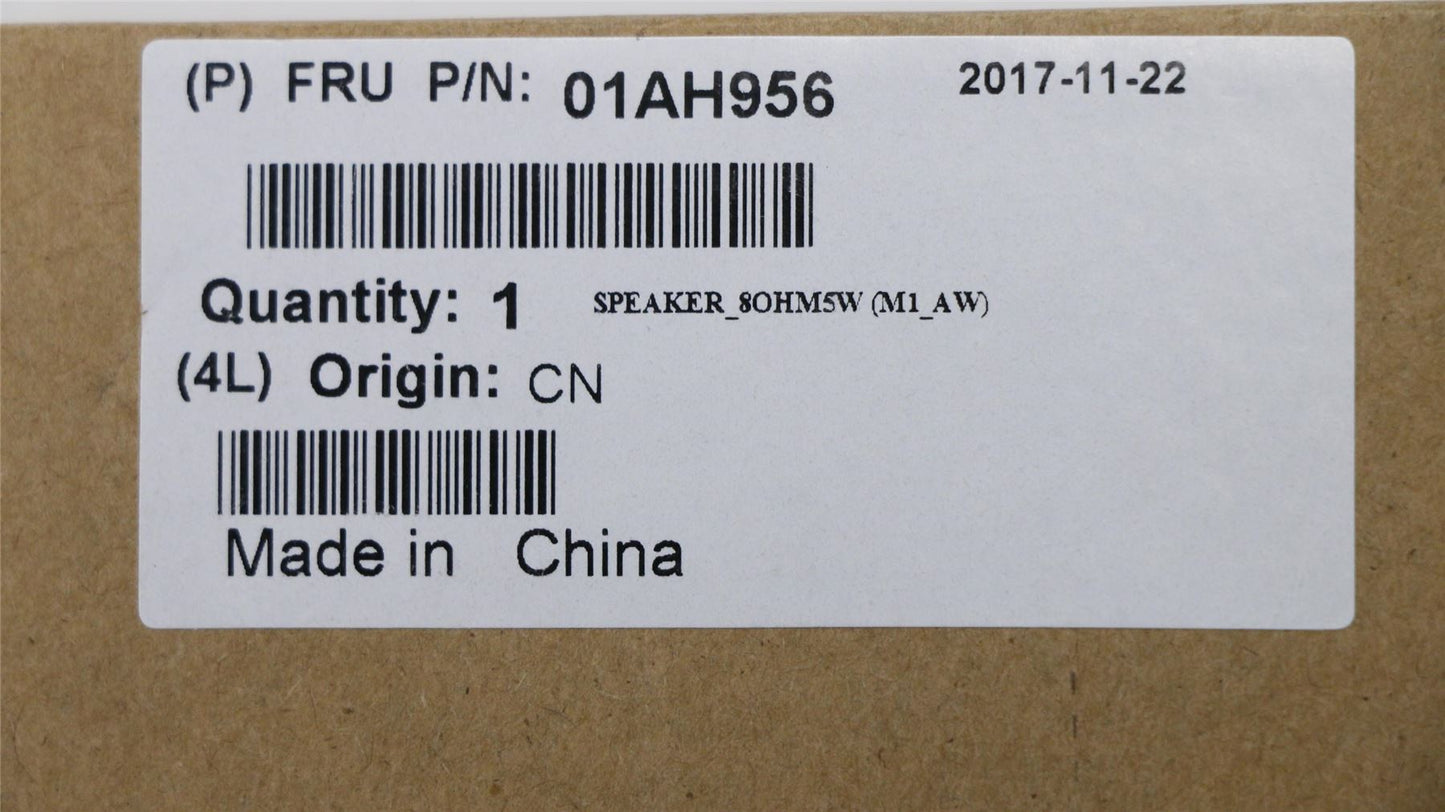 (P) FRU P/N: 01AH956 2017-11-22
Quantity: 1 SPEAKER_8OHM5W (M1_AW)
(4L) Origin: CN
Made in China